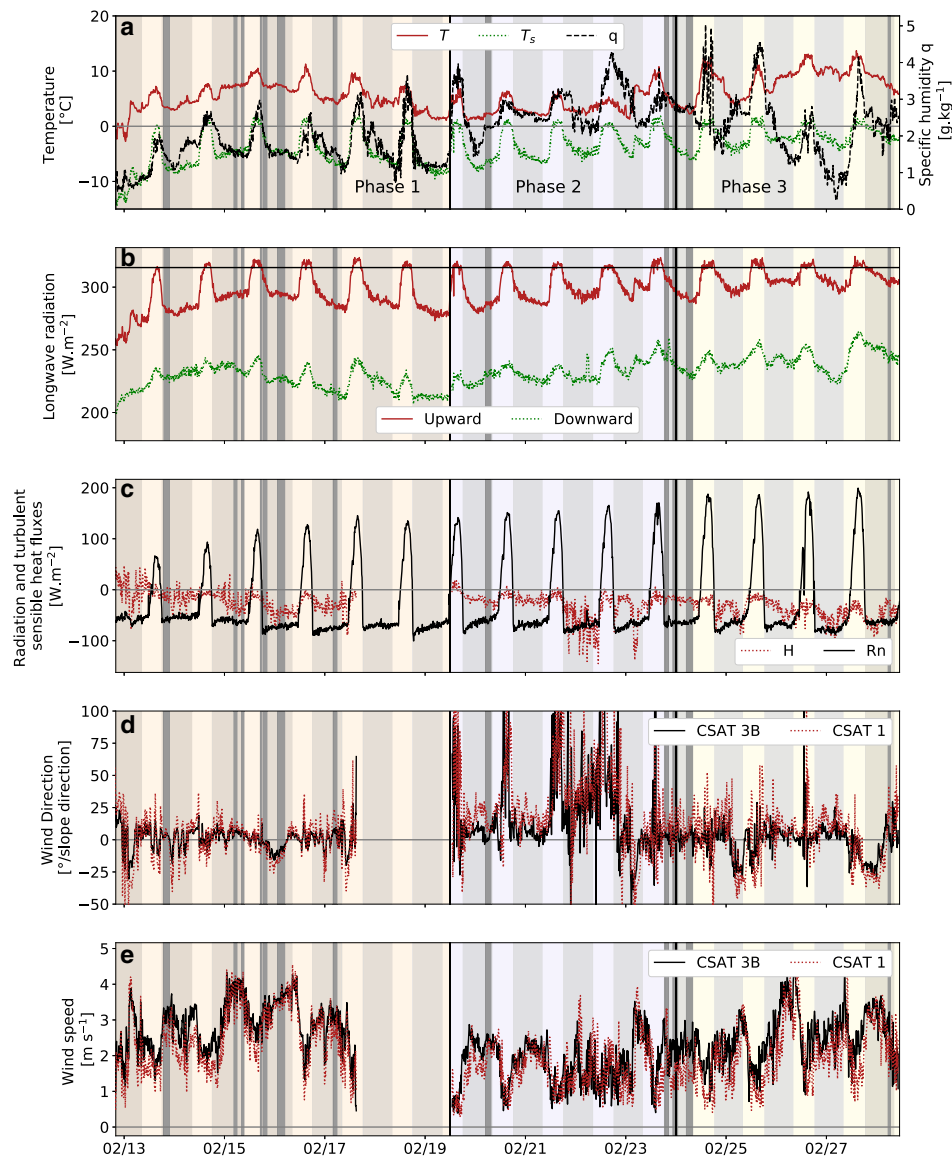 a
T
T_s
q
20
10
0
−10
Temperature
[°C]
5
4
3
2
1
0
Specific humidity q
[g.kg⁻¹]
Phase 1
Phase 2
Phase 3
b
300
250
200
Longwave radiation
[W.m⁻²]
Upward
Downward
c
200
100
0
−100
Radiation and turbulent
sensible heat fluxes
[W.m⁻²]
H
Rn
d
100
75
50
25
0
−25
−50
Wind Direction
[°/slope direction]
CSAT 3B
CSAT 1
e
5
4
3
2
1
0
Wind speed
[m s⁻¹]
CSAT 3B
CSAT 1
02/13
02/15
02/17
02/19
02/21
02/23
02/25
02/27